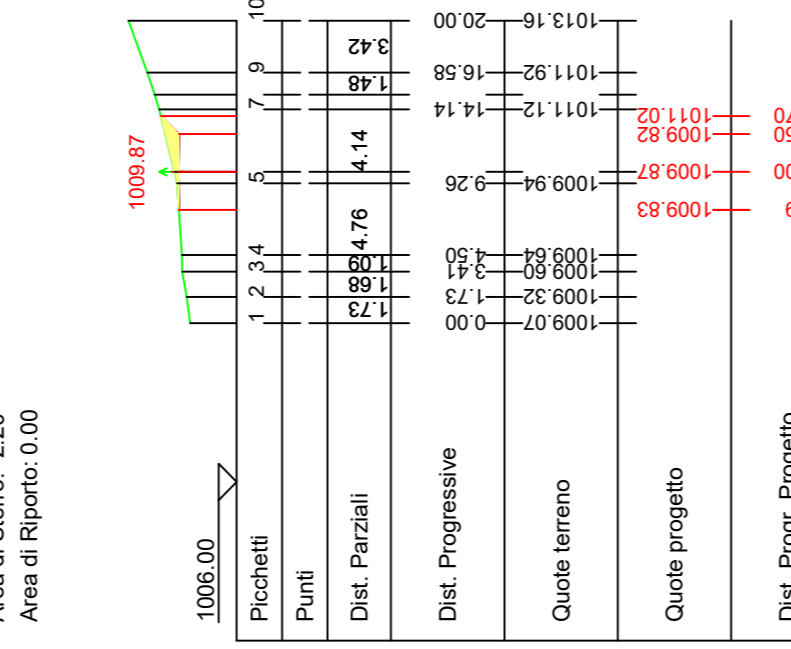 Area di Riporto: 0.00
1009.87
1006.00
Picchetti 1 2 3 4 5 7 9 10
Punti
Dist. Parziali 1.73 1.68 1.09 4.76 4.14 1.48 3.42
Dist. Progressive 0.00 1.73 3.41 4.50 9.26 14.14 16.58 20.00
Quote terreno 1009.07 1009.32 1009.60 1009.64 1009.94 1011.12 1011.92 1013.16
Quote progetto 1009.83 1009.87 1009.82 1011.02
Dist. Progr. Progetto